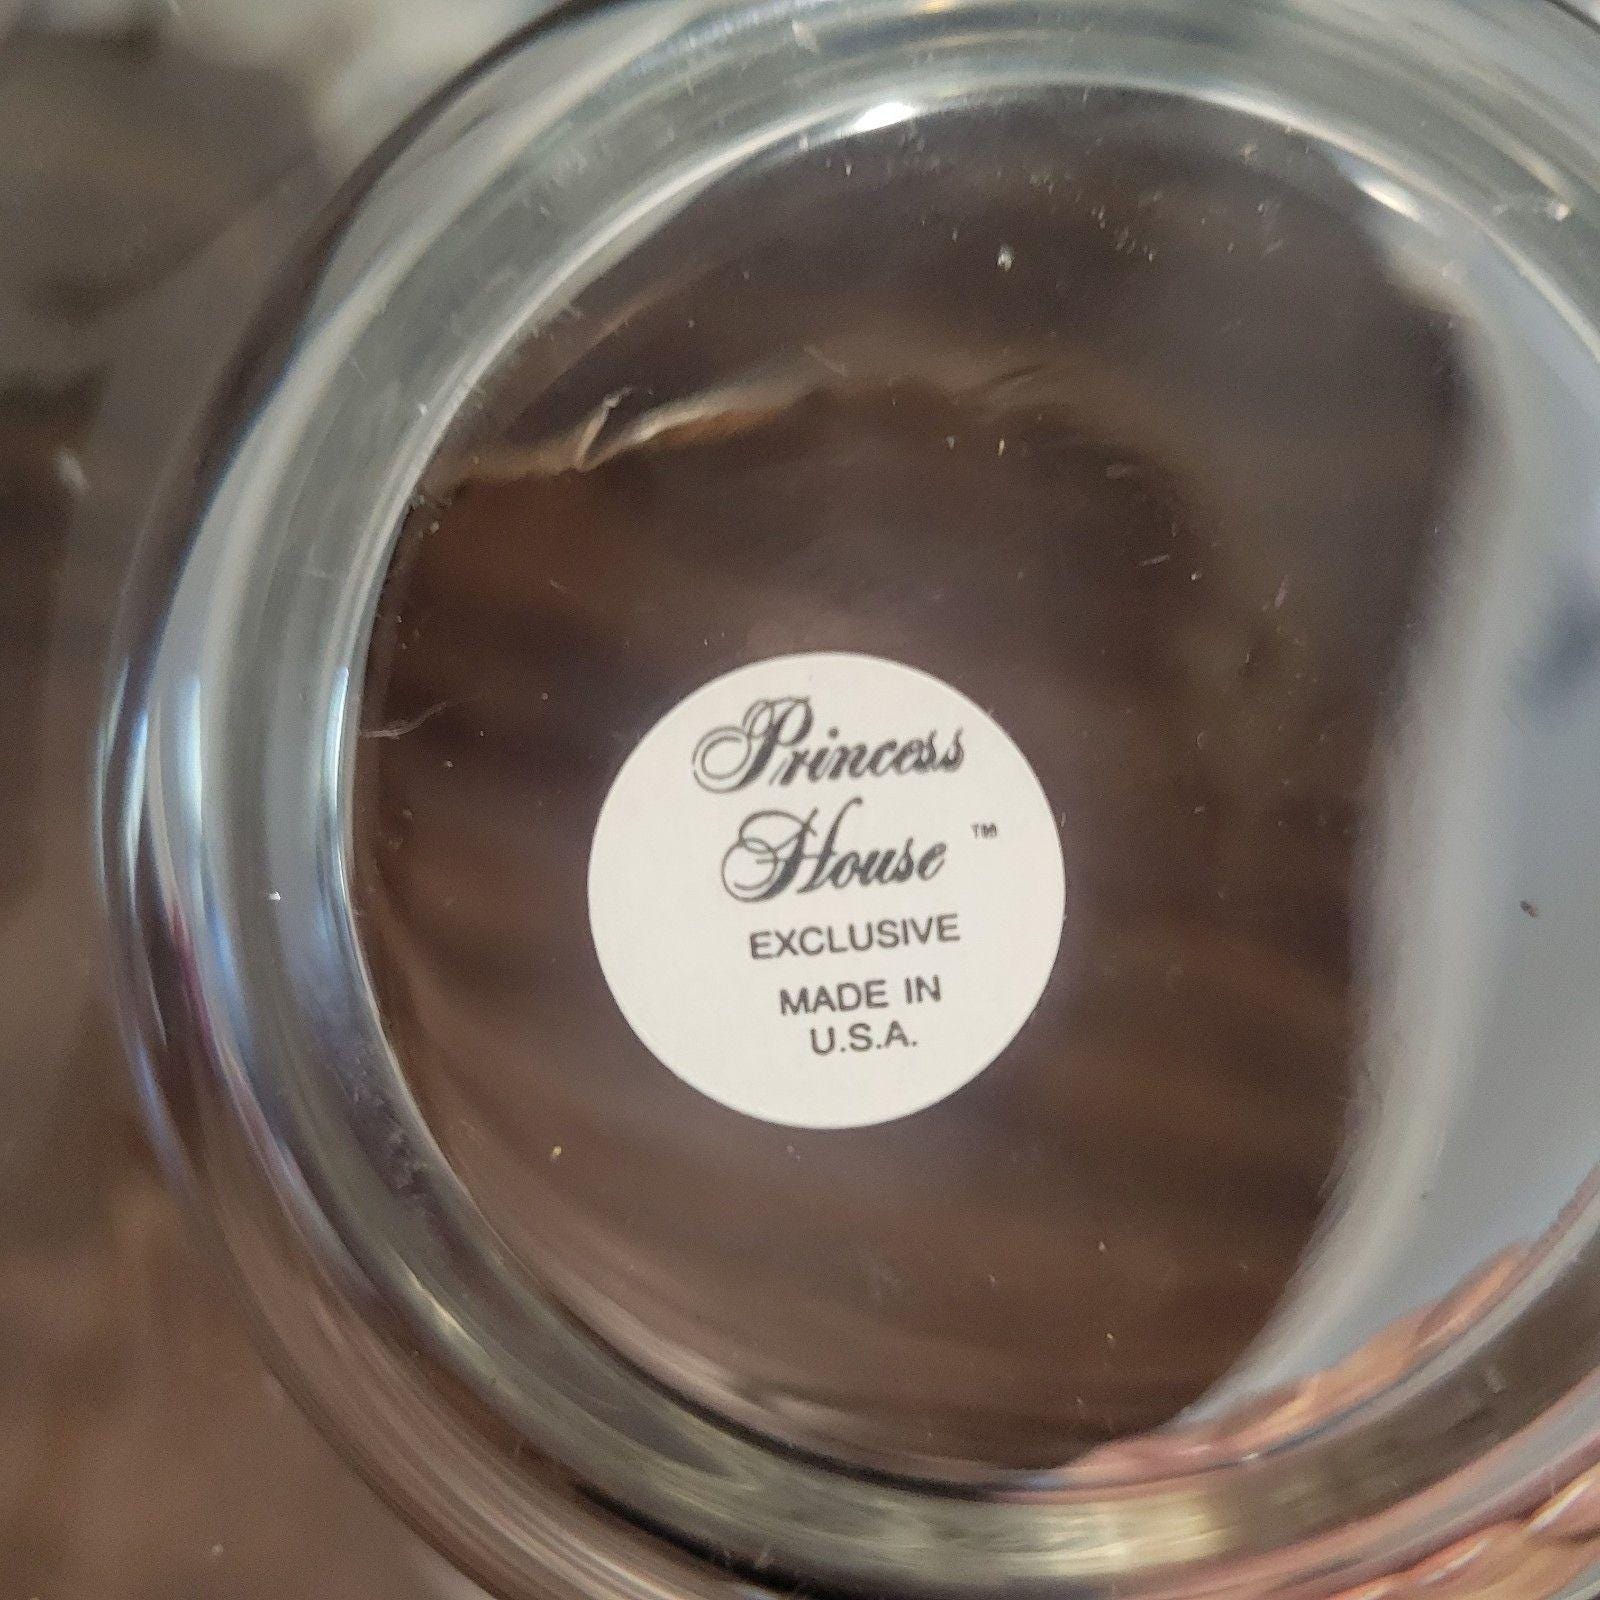 Princess
House ™
EXCLUSIVE
MADE IN
U.S.A.